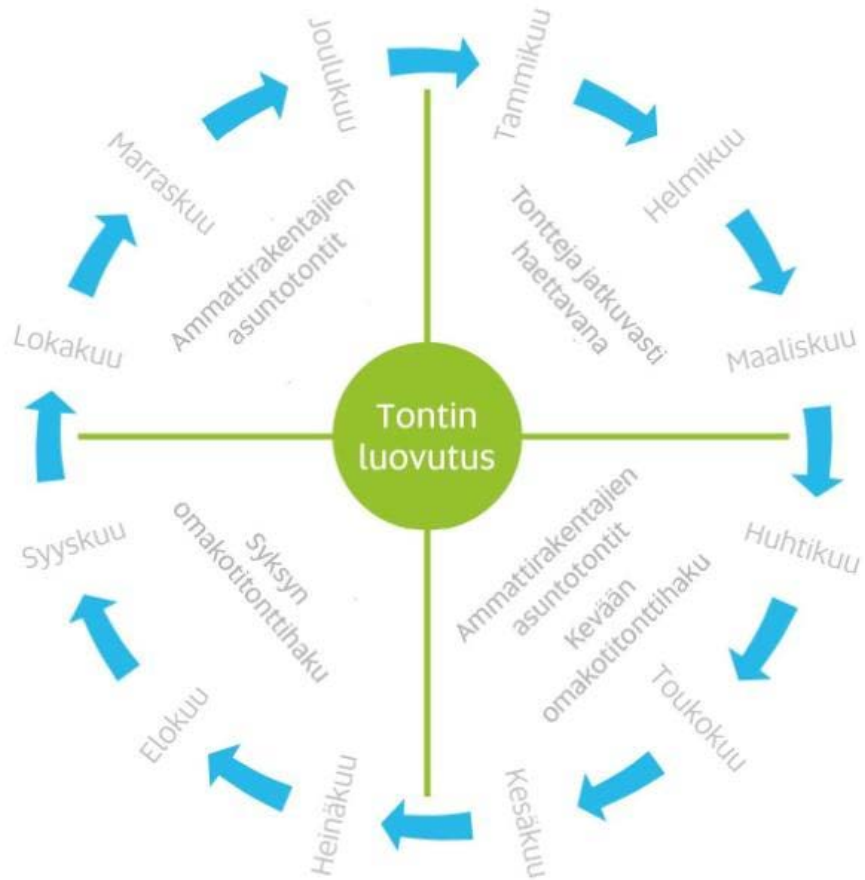 Tammikuu
Helmikuu
Maaliskuu
Huhtikuu
Toukokuu
Kesäkuu
Heinäkuu
Elokuu
Syyskuu
Lokakuu
Marraskuu
Joulukuu
Tontteja jatkuvasti
haettavana
Ammattirakentajien
asuntotontit
Kevään
omakotitonttihaku
Syksyn
omakotitonttihaku
Ammattirakentajien
asuntotontit
Tontin
luovutus